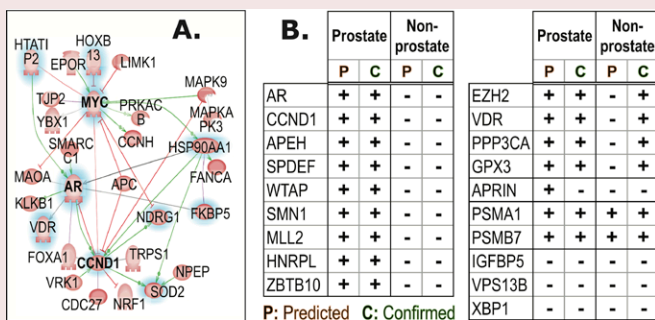 A.
HTATI
P2
HOXB
13
EPOR
LIMK1
MAPK9
TJP2
MYC
PRKAC
B
MAPKA
PK3
YBX1
CCNH
SMARC
C1
HSP90AA1
MAOA
AR
APC
FANCA
KLKB1
NDRG1
FKBP5
VDR
FOXA1
CCND1
TRPS1
NPEP
VRK1
SOD2
CDC27
NRF1
B.
Prostate Non-prostate
P C P C
AR + + - -
CCND1 + + - -
APEH + + - -
SPDEF + + - -
WTAP + + - -
SMN1 + + - -
MLL2 + + - -
HNRPL + + - -
ZBTB10 + + - -
P: Predicted C: Confirmed
Prostate Non-prostate
P C P C
EZH2 + + - +
VDR + + - +
PPP3CA + + - +
GPX3 + + - +
APRIN + - - -
PSMA1 + + + +
PSMB7 + + + +
IGFBP5 - - - -
VPS13B - - - -
XBP1 - - - -